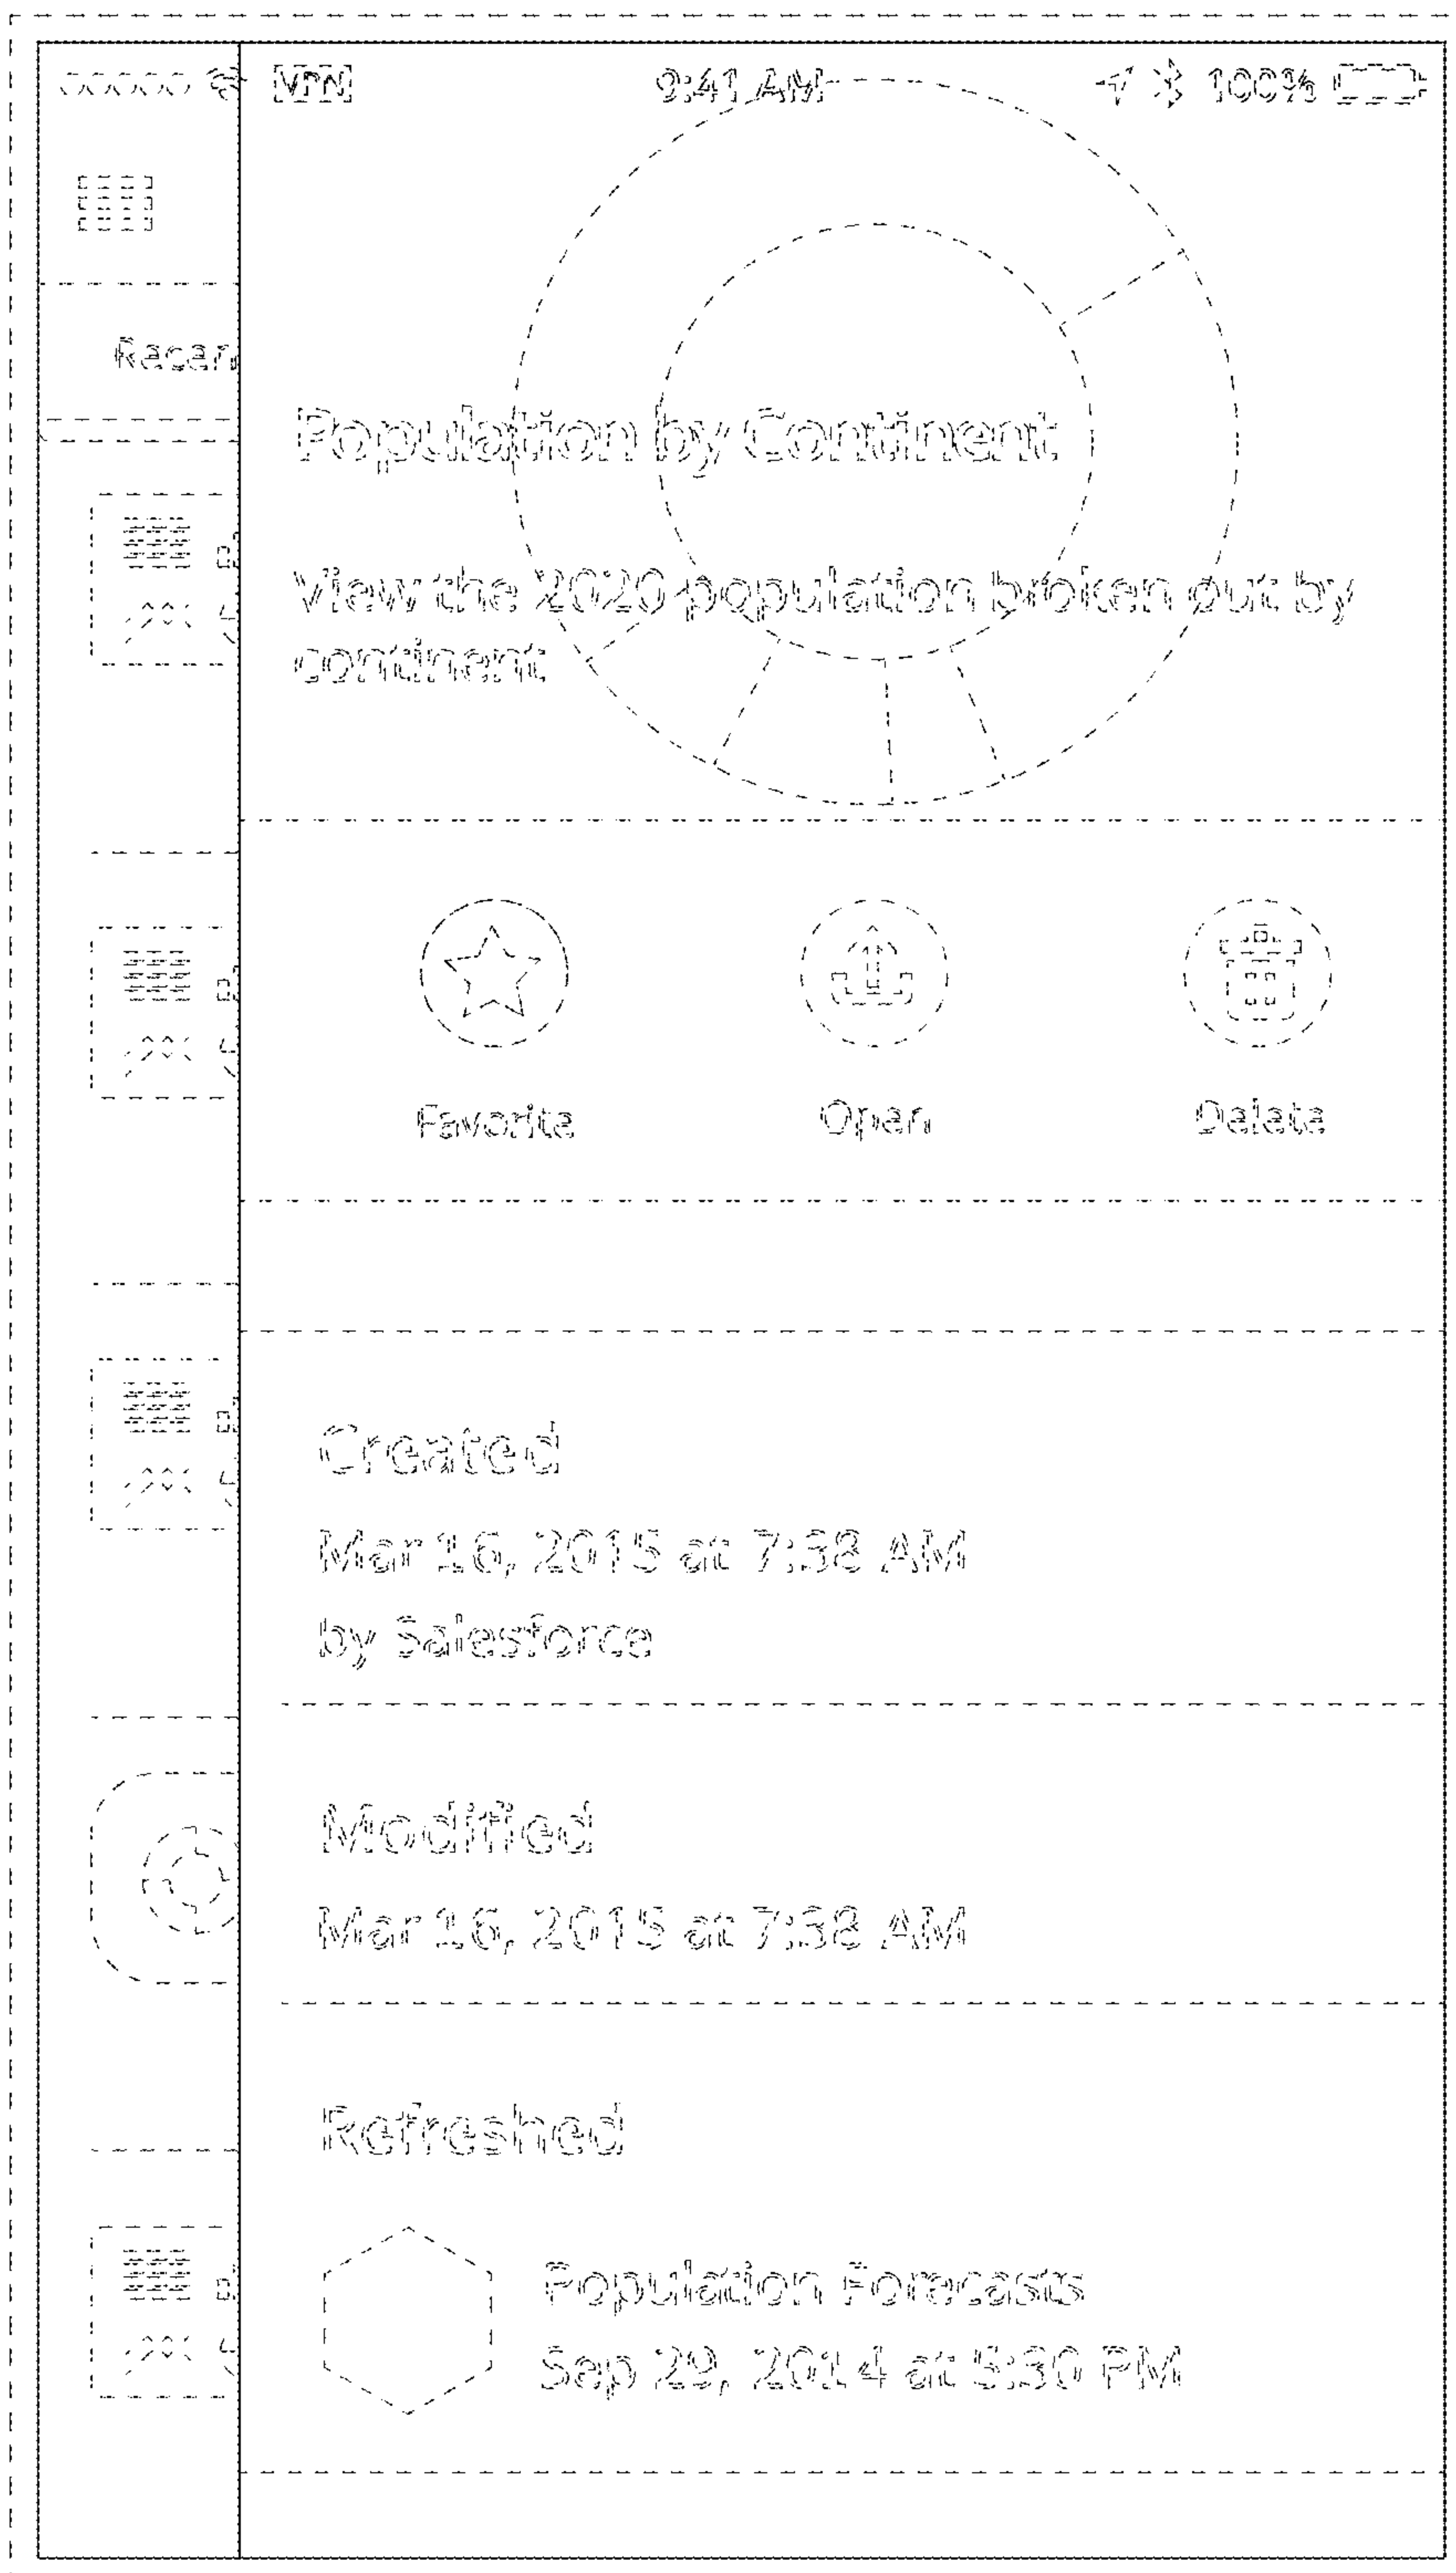 VPN 9:41 AM 100%
Recen
Population by Continent
View the 2020 population broken out by
continent
Favorite Open Delete
Created
Mar 16, 2015 at 7:38 AM
by Salesforce
Modified
Mar 16, 2015 at 7:38 AM
Refreshed
Population Forecasts
Sep 29, 2014 at 5:30 PM